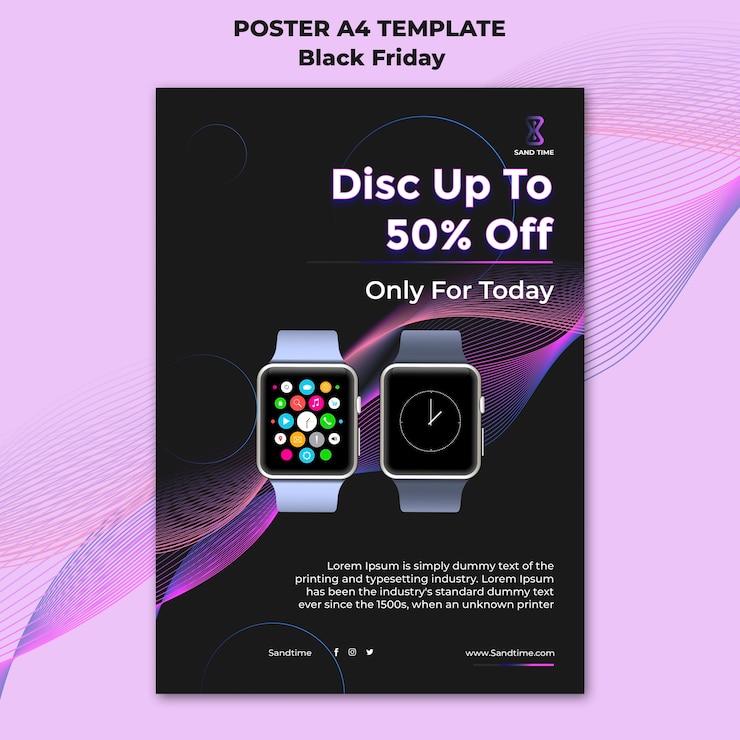 POSTER A4 TEMPLATE
Black Friday
SAND TIME
Disc Up To
50% Off
Only For Today
Lorem Ipsum is simply dummy text of the
printing and typesetting industry. Lorem Ipsum
has been the industry's standard dummy text
ever since the 1500s, when an unknown printer
Sandtime
www.Sandtime.com